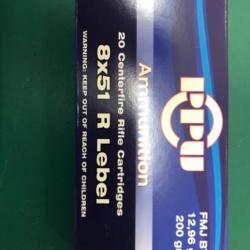 PPU
Ammunition
20 Centerfire Rifle Cartridges
8x51 R Lebel
WARNING: KEEP OUT OF REACH OF CHILDREN
FMJ B
12,96
200 g